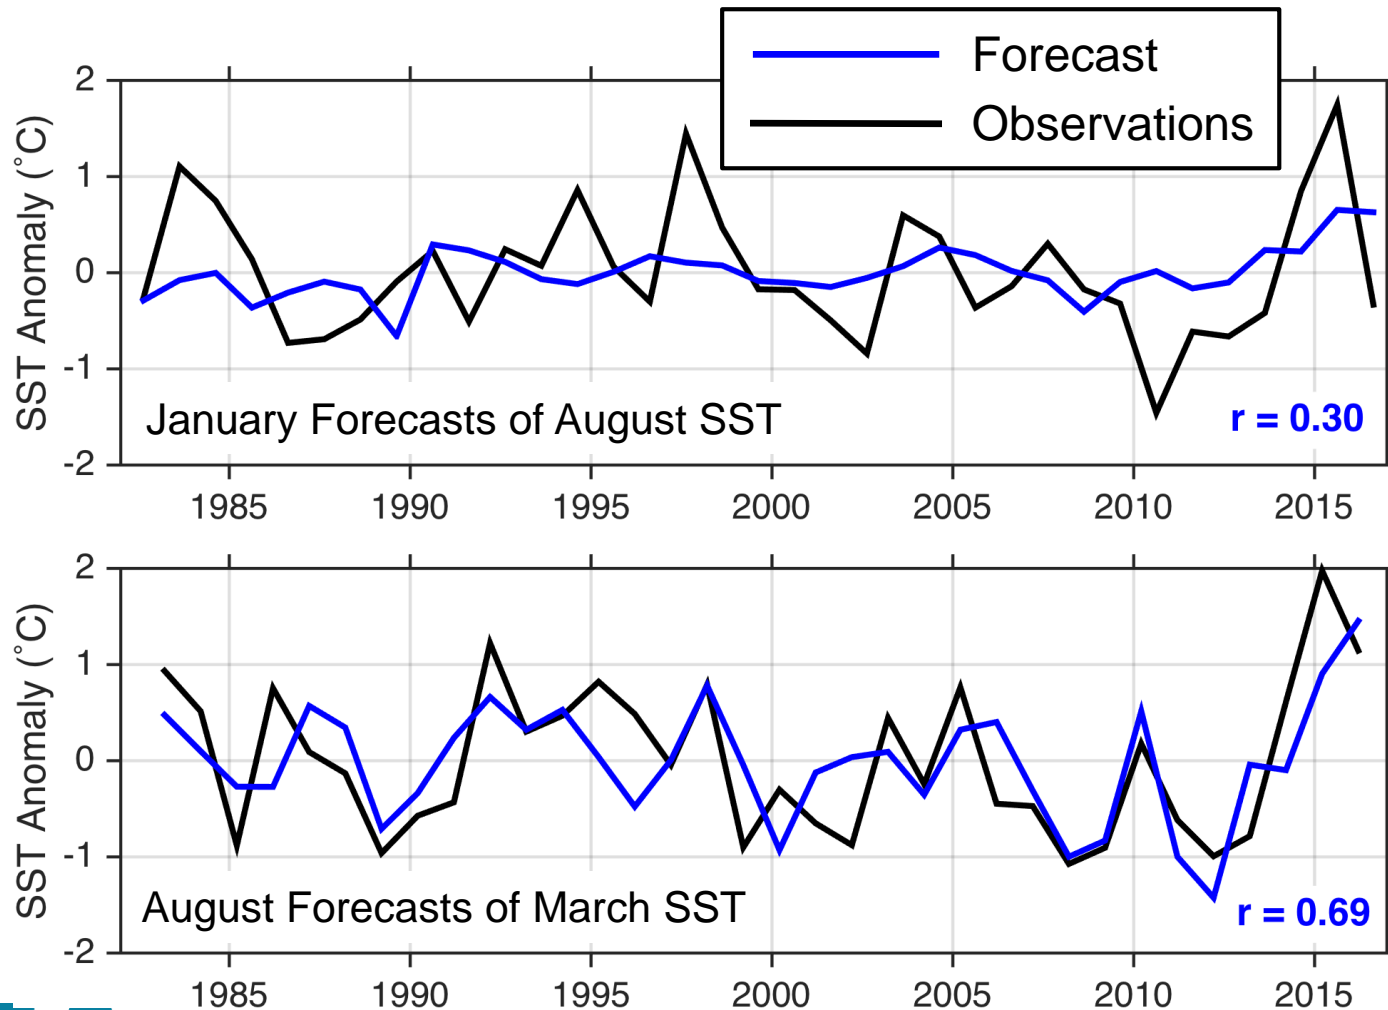 Forecast
Observations
SST Anomaly (˚C)
2
1
0
-1
-2
January Forecasts of August SST
r = 0.30
1985 1990 1995 2000 2005 2010 2015
SST Anomaly (˚C)
2
1
0
-1
-2
August Forecasts of March SST
r = 0.69
1985 1990 1995 2000 2005 2010 2015